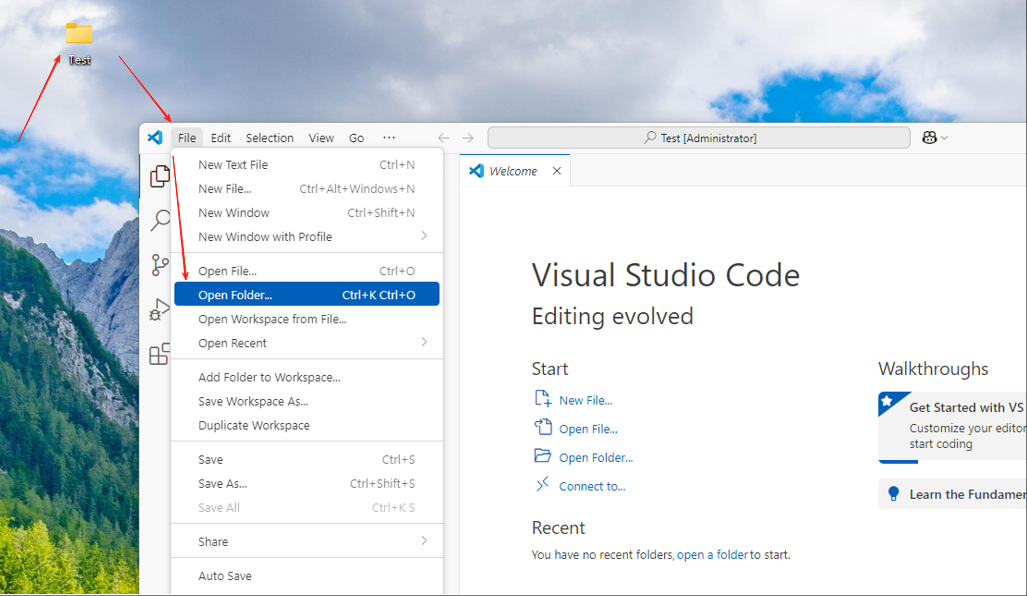 Test
File Edit Selection View Go ···
Test [Administrator]
New Text File Ctrl+N
New File... Ctrl+Alt+Windows+N
New Window Ctrl+Shift+N
New Window with Profile
Open File... Ctrl+O
Open Folder... Ctrl+K Ctrl+O
Open Workspace from File...
Open Recent
Add Folder to Workspace...
Save Workspace As...
Duplicate Workspace
Save Ctrl+S
Save As... Ctrl+Shift+S
Save All Ctrl+K S
Share
Auto Save
Welcome
Visual Studio Code
Editing evolved
Start
New File...
Open File...
Open Folder...
Connect to...
Recent
You have no recent folders, open a folder to start.
Walkthroughs
Get Started with VS
Customize your editor
start coding
Learn the Fundamen